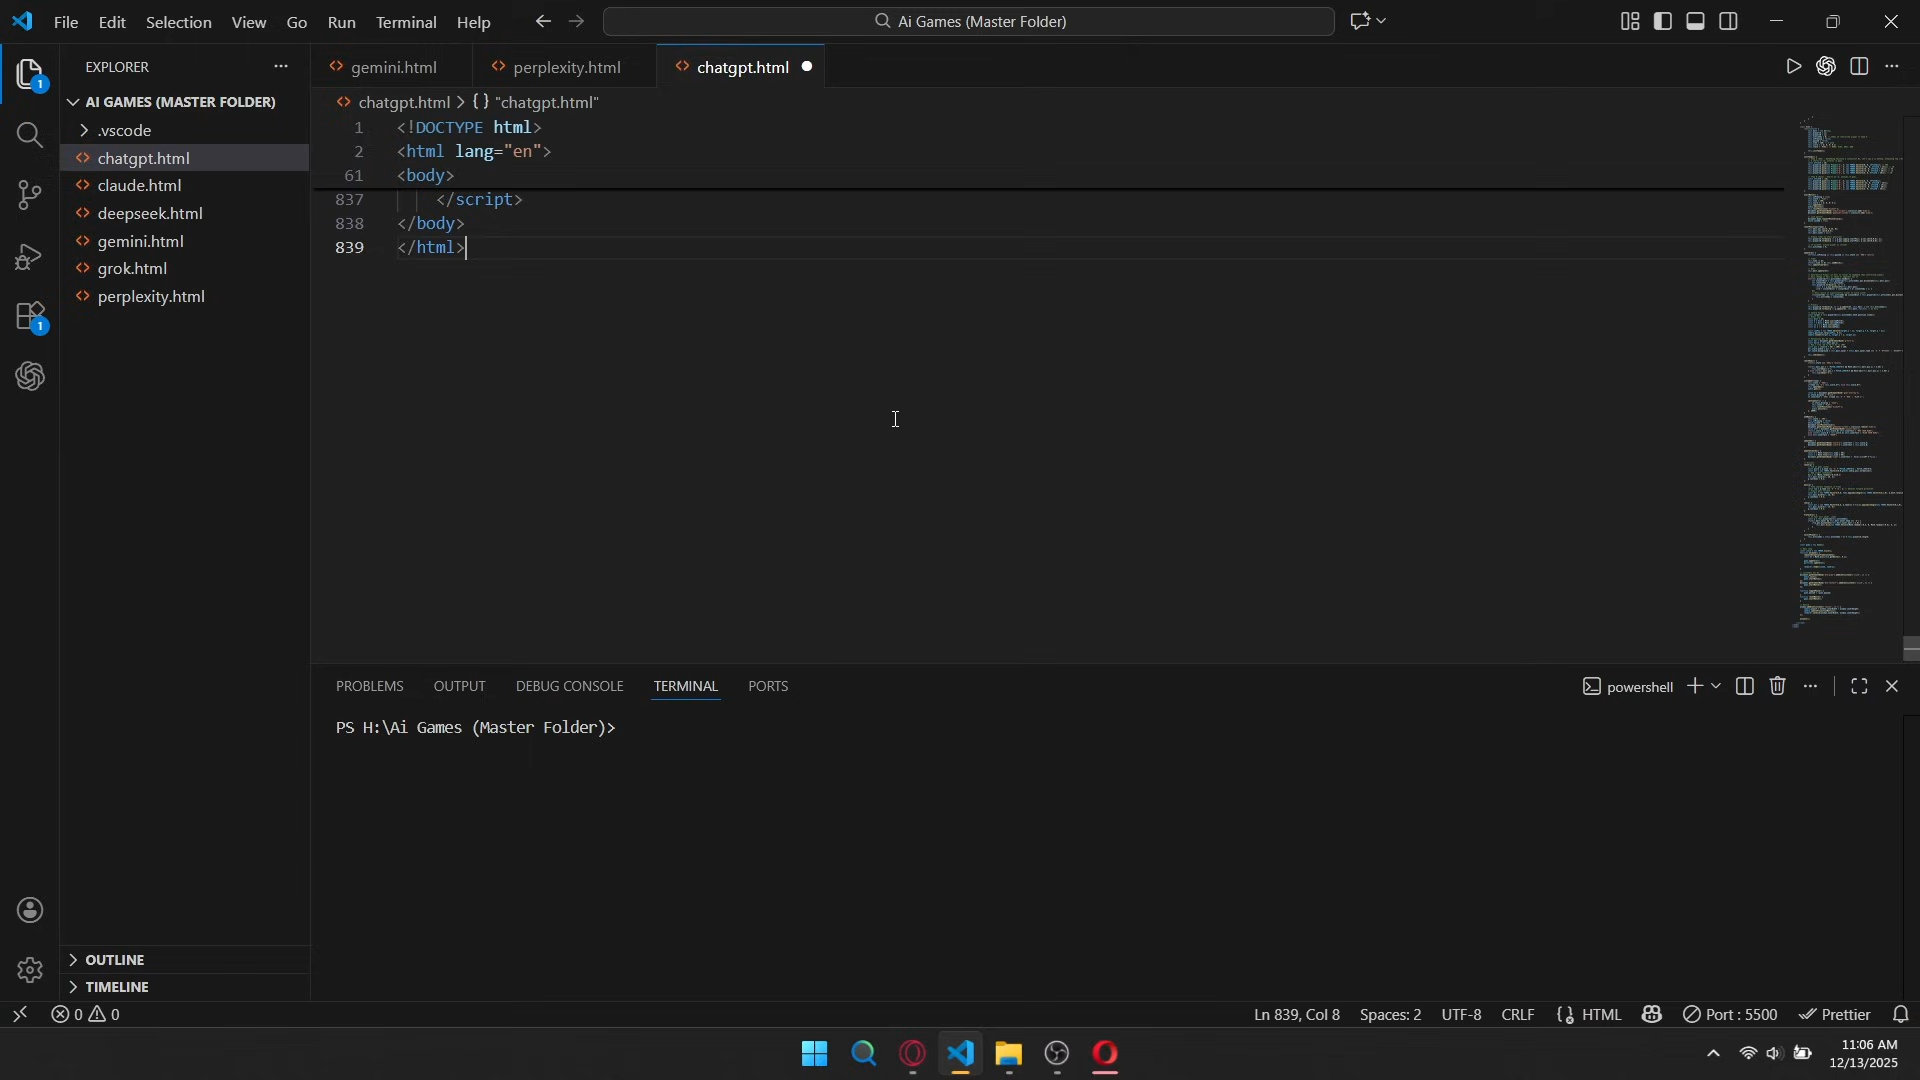 File Edit Selection View Go Run Terminal Help
Ai Games (Master Folder)
EXPLORER
AI GAMES (MASTER FOLDER)
.vscode
chatgpt.html
claude.html
deepseek.html
gemini.html
grok.html
perplexity.html
OUTLINE
TIMELINE
1
1
gemini.html perplexity.html chatgpt.html
chatgpt.html > {} "chatgpt.html"
1 <!DOCTYPE html>
2 <html lang="en">
61 <body>
837 </script>
838 </body>
839 </html>
PROBLEMS OUTPUT DEBUG CONSOLE TERMINAL PORTS
powershell
PS H:\Ai Games (Master Folder)>
0 0
Ln 839, Col 8 Spaces: 2 UTF-8 CRLF {} HTML Port : 5500 Prettier
11:06 AM
12/13/2025